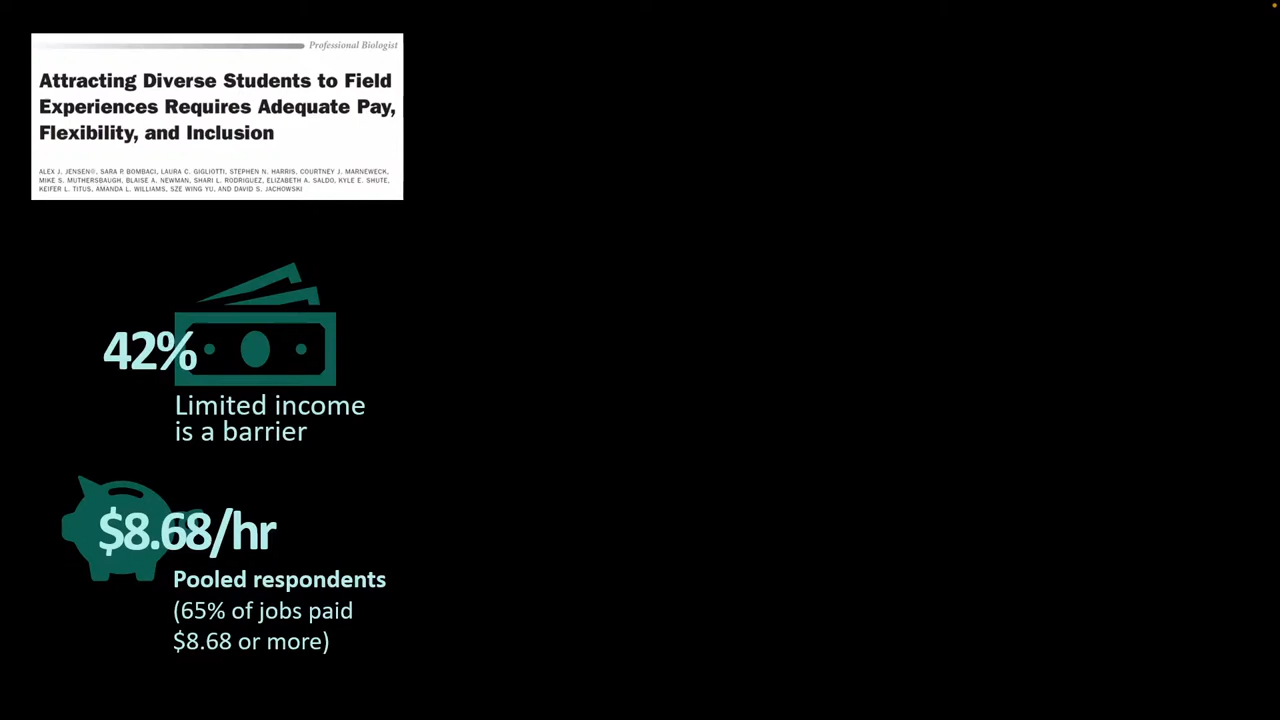 Professional Biologist
Attracting Diverse Students to Field
Experiences Requires Adequate Pay,
Flexibility, and Inclusion
ALEX J. JENSEN, SARA P. BOMBACI, LAURA C. GIGLIOTTI, STEPHEN N. HARRIS, COURTNEY J. MARNEWECK,
MIKE S. MUTHERSBAUGH, BLAISE A. NEWMAN, SHARI L. RODRIGUEZ, ELIZABETH A. SALDO, KYLE E. SHUTE,
KEIFER L. TITUS, AMANDA L. WILLIAMS, SZE WING YU, AND DAVID S. JACHOWSKI
42%
Limited income
is a barrier
$8.68/hr
Pooled respondents
(65% of jobs paid
$8.68 or more)